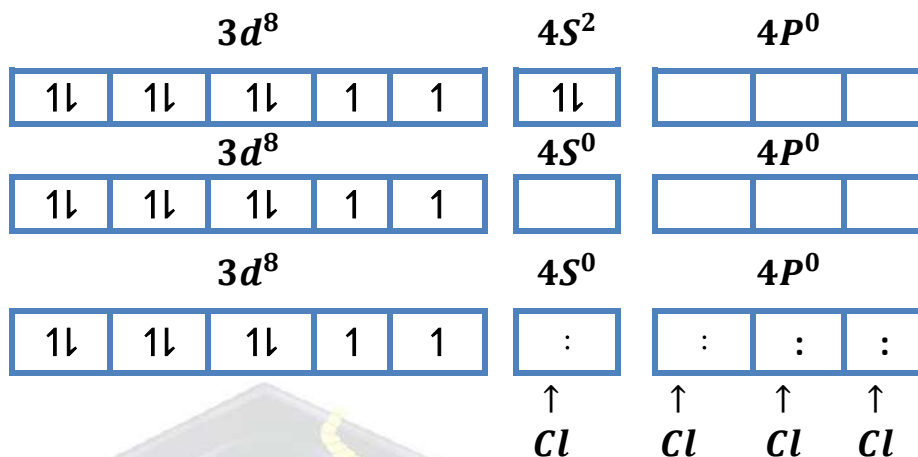 3d⁸ 4S² 4P⁰
1⇂ 1⇂ 1⇂ 1 1 1⇂
3d⁸ 4S⁰ 4P⁰
1⇂ 1⇂ 1⇂ 1 1
3d⁸ 4S⁰ 4P⁰
1⇂ 1⇂ 1⇂ 1 1 : : : :
↑ ↑ ↑ ↑
Cl Cl Cl Cl